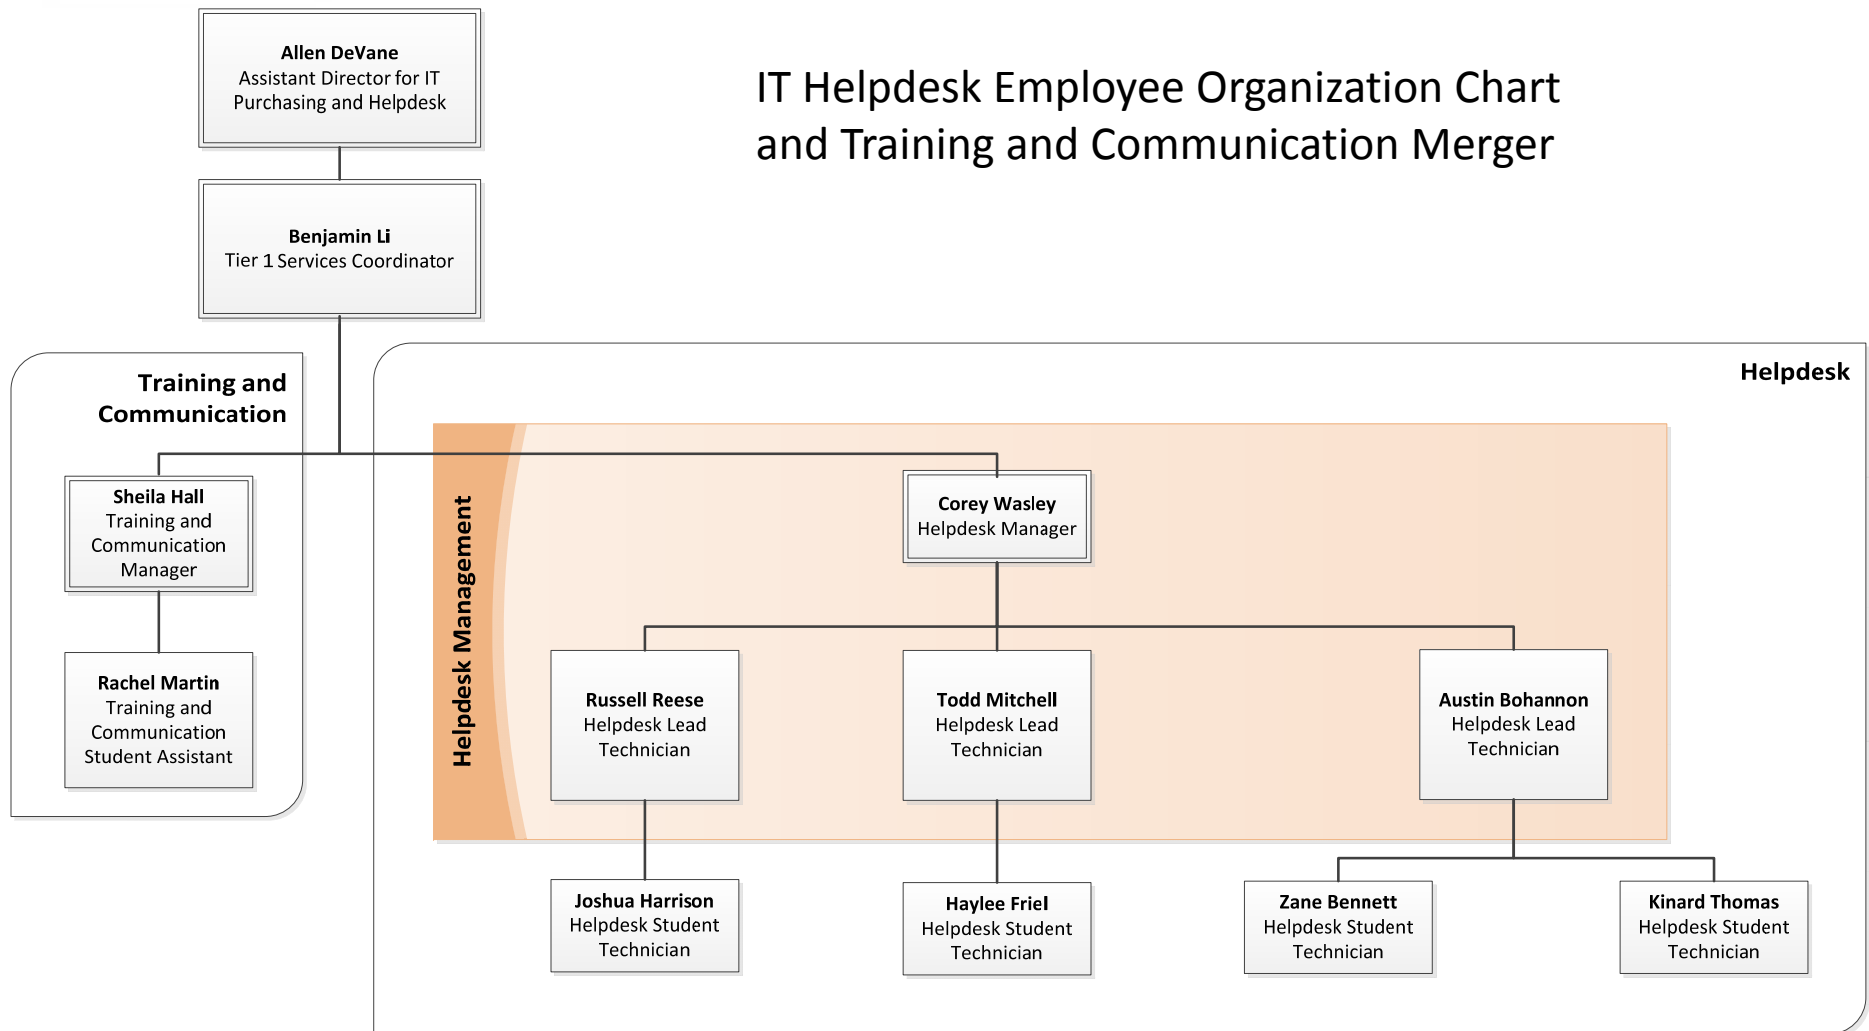 Allen DeVane
Assistant Director for IT
Purchasing and Helpdesk
IT Helpdesk Employee Organization Chart
and Training and Communication Merger
Benjamin Li
Tier 1 Services Coordinator
Training and
Communication
Helpdesk
Helpdesk Management
Sheila Hall
Training and
Communication
Manager
Corey Wasley
Helpdesk Manager
Rachel Martin
Training and
Communication
Student Assistant
Russell Reese
Helpdesk Lead
Technician
Todd Mitchell
Helpdesk Lead
Technician
Austin Bohannon
Helpdesk Lead
Technician
Joshua Harrison
Helpdesk Student
Technician
Haylee Friel
Helpdesk Student
Technician
Zane Bennett
Helpdesk Student
Technician
Kinard Thomas
Helpdesk Student
Technician